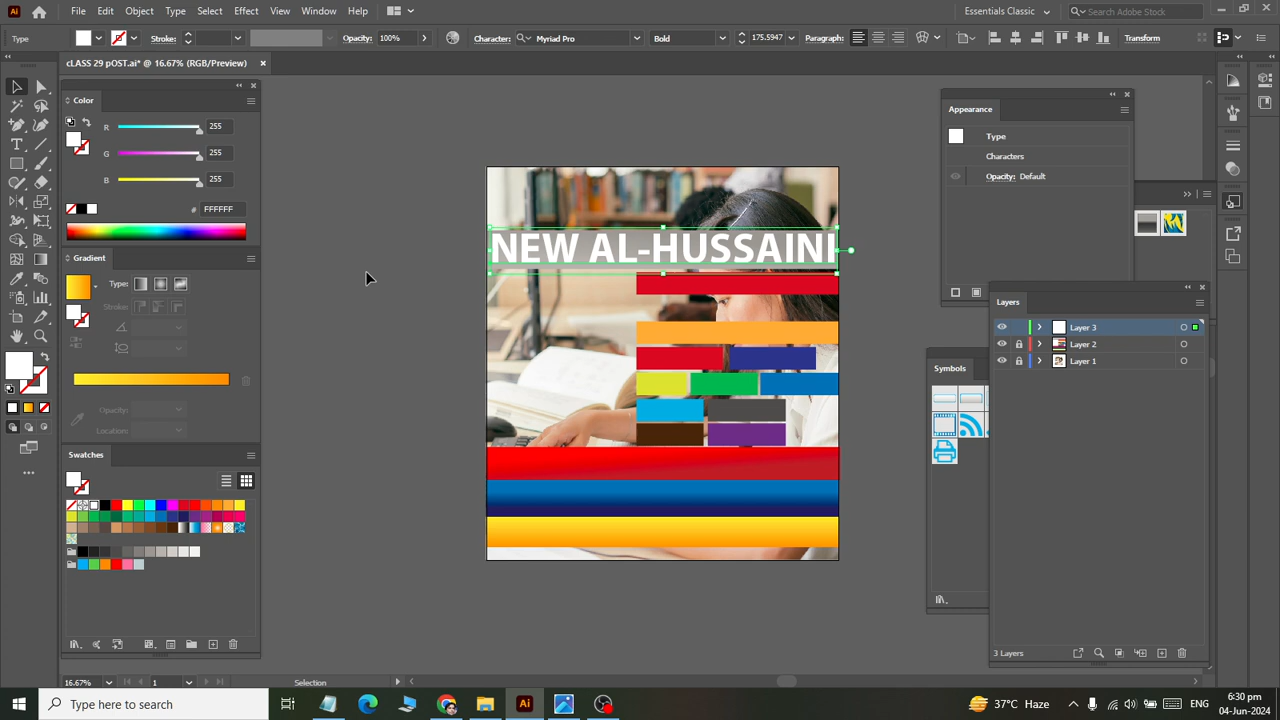 Ai
File Edit Object Type Select Effect View Window Help
Essentials Classic
Search Adobe Stock
Type
Stroke:
Opacity: 100%
Character: Myriad Pro
Bold
175.5947
Paragraph:
Transform
cLASS 29 pOST.ai* @ 16.67% (RGB/Preview)
Color
R 255
G 255
B 255
# FFFFFF
Gradient
Type:
Stroke:
Opacity:
Location:
Swatches
NEW AL-HUSSAINI
Appearance
Type
Characters
Opacity: Default
Layers
Layer 3
Layer 2
Layer 1
Symbols
3 Layers
16.67%
1
Selection
Type here to search
Ai
37°C Haze
ENG
6:30 pm
04-Jun-2024